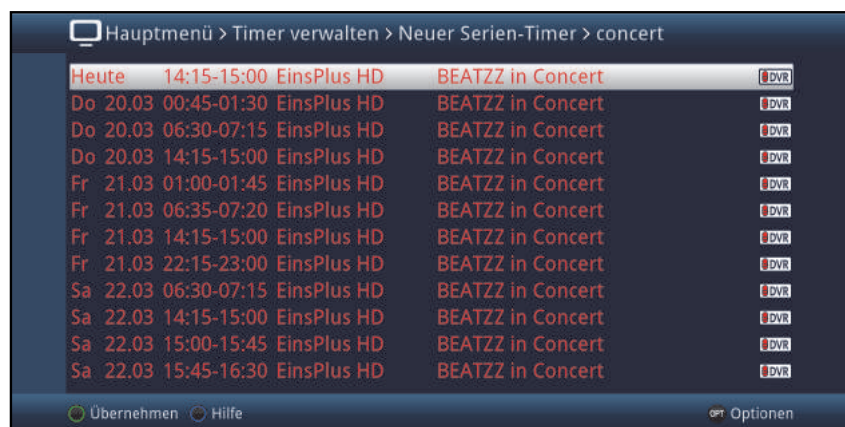 Hauptmenü > Timer verwalten > Neuer Serien-Timer > concert
Heute 14:15-15:00 EinsPlus HD BEATZZ in Concert DVR
Do 20.03 00:45-01:30 EinsPlus HD BEATZZ in Concert DVR
Do 20.03 06:30-07:15 EinsPlus HD BEATZZ in Concert DVR
Do 20.03 14:15-15:00 EinsPlus HD BEATZZ in Concert DVR
Fr 21.03 01:00-01:45 EinsPlus HD BEATZZ in Concert DVR
Fr 21.03 06:35-07:20 EinsPlus HD BEATZZ in Concert DVR
Fr 21.03 14:15-15:00 EinsPlus HD BEATZZ in Concert DVR
Fr 21.03 22:15-23:00 EinsPlus HD BEATZZ in Concert DVR
Sa 22.03 06:30-07:15 EinsPlus HD BEATZZ in Concert DVR
Sa 22.03 14:15-15:00 EinsPlus HD BEATZZ in Concert DVR
Sa 22.03 15:00-15:45 EinsPlus HD BEATZZ in Concert DVR
Sa 22.03 15:45-16:30 EinsPlus HD BEATZZ in Concert DVR
Übernehmen Hilfe OPT Optionen